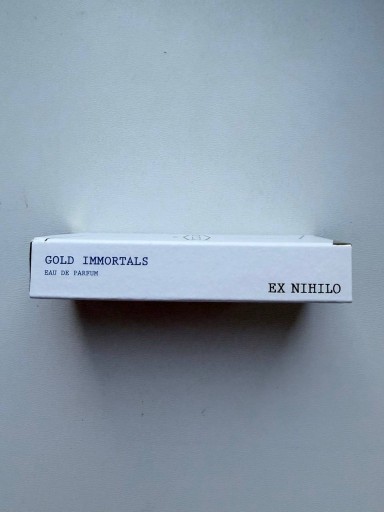 GOLD IMMORTALS
EAU DE PARFUM
EX NIHILO